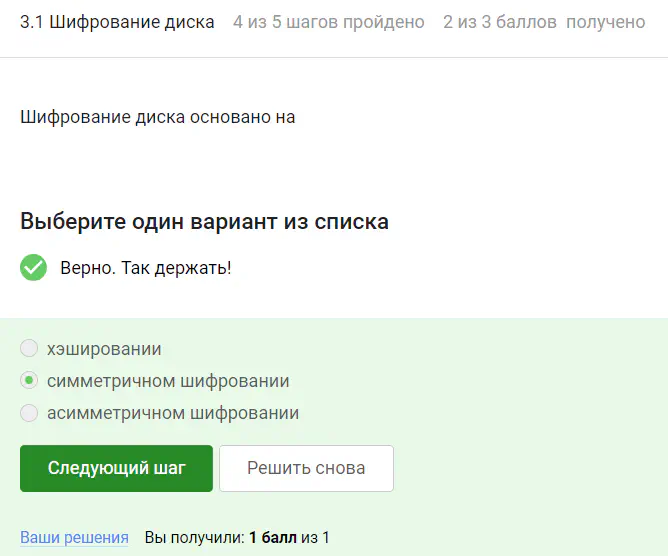 3.1 Шифрование диска 4 из 5 шагов пройдено 2 из 3 баллов получено
Шифрование диска основано на
Выберите один вариант из списка
Верно. Так держать!
хэшировании
симметричном шифровании
асимметричном шифровании
Следующий шаг Решить снова
Ваши решения Вы получили: 1 балл из 1